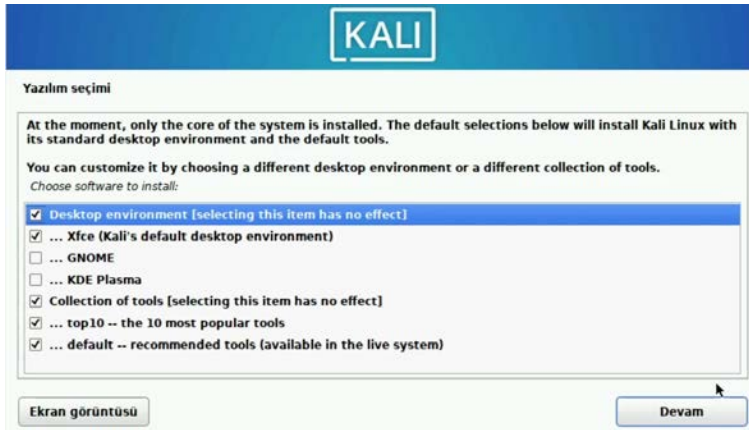 KALI
Yazılım seçimi
At the moment, only the core of the system is installed. The default selections below will install Kali Linux with
its standard desktop environment and the default tools.
You can customize it by choosing a different desktop environment or a different collection of tools.
Choose software to install:
Desktop environment [selecting this item has no effect]
... Xfce (Kali's default desktop environment)
... GNOME
... KDE Plasma
Collection of tools [selecting this item has no effect]
... top10 -- the 10 most popular tools
... default -- recommended tools (available in the live system)
Ekran görüntüsü
Devam